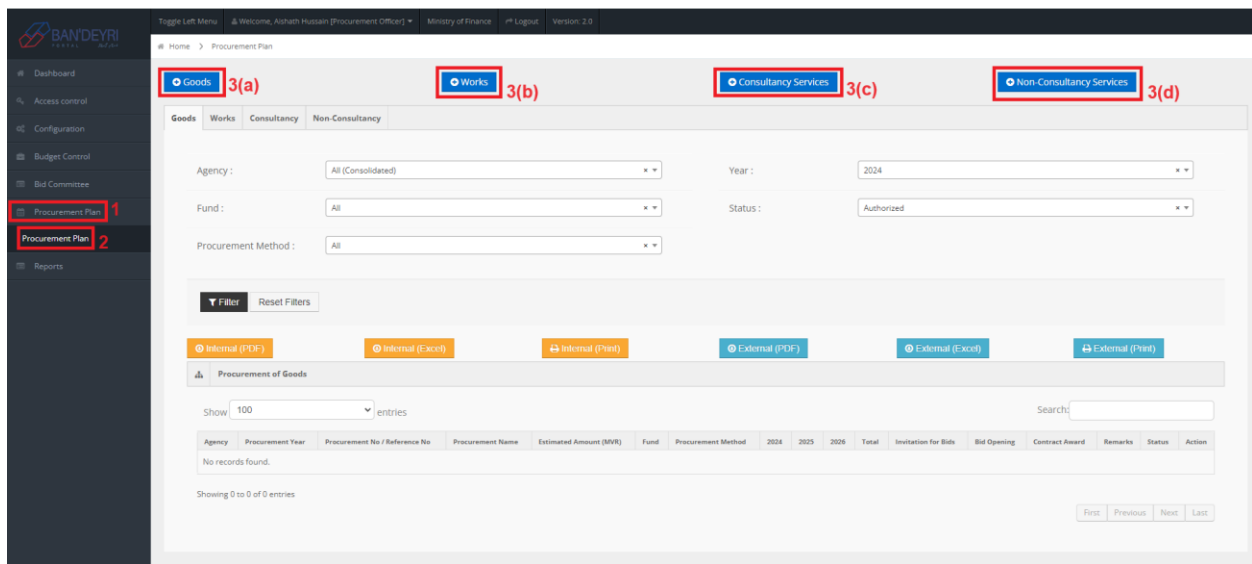 BAN'DEYRI
PORTAL
Toggle Left Menu Welcome, Aishath Hussain [Procurement Officer] Ministry of Finance Logout Version: 2.0
Home > Procurement Plan
Dashboard
Access control
Configuration
Budget Control
Bid Committee
Procurement Plan 1
Procurement Plan 2
Reports
Goods 3(a) Works 3(b) Consultancy Services 3(c) Non-Consultancy Services 3(d)
Goods Works Consultancy Non-Consultancy
Agency : All (Consolidated) × Year : 2024 ×
Fund : All × Status : Authorized ×
Procurement Method : All ×
Filter Reset Filters
Internal (PDF) Internal (Excel) Internal (Print) External (PDF) External (Excel) External (Print)
Procurement of Goods
Show 100 entries Search:
Agency Procurement Year Procurement No / Reference No Procurement Name Estimated Amount (MVR) Fund Procurement Method 2024 2025 2026 Total Invitation for Bids Bid Opening Contract Award Remarks Status Action
No records found.
Showing 0 to 0 of 0 entries
First Previous Next Last